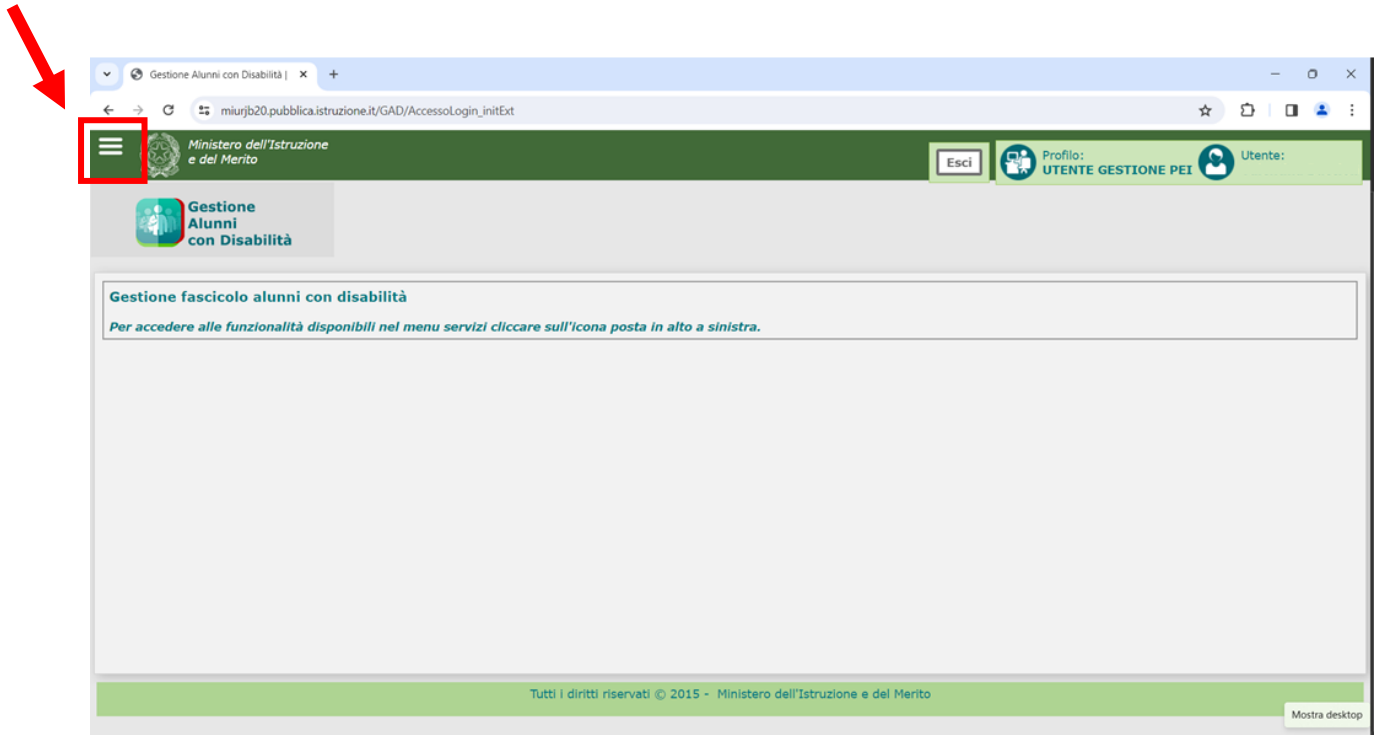 Gestione Alunni con Disabilità |
miurjb20.pubblica.istruzione.it/GAD/AccessoLogin_initExt
Ministero dell'Istruzione
e del Merito
Esci
Profilo:
UTENTE GESTIONE PEI
Utente:
Gestione
Alunni
con Disabilità
Gestione fascicolo alunni con disabilità
Per accedere alle funzionalità disponibili nel menu servizi cliccare sull'icona posta in alto a sinistra.
Tutti i diritti riservati © 2015 - Ministero dell'Istruzione e del Merito
Mostra desktop